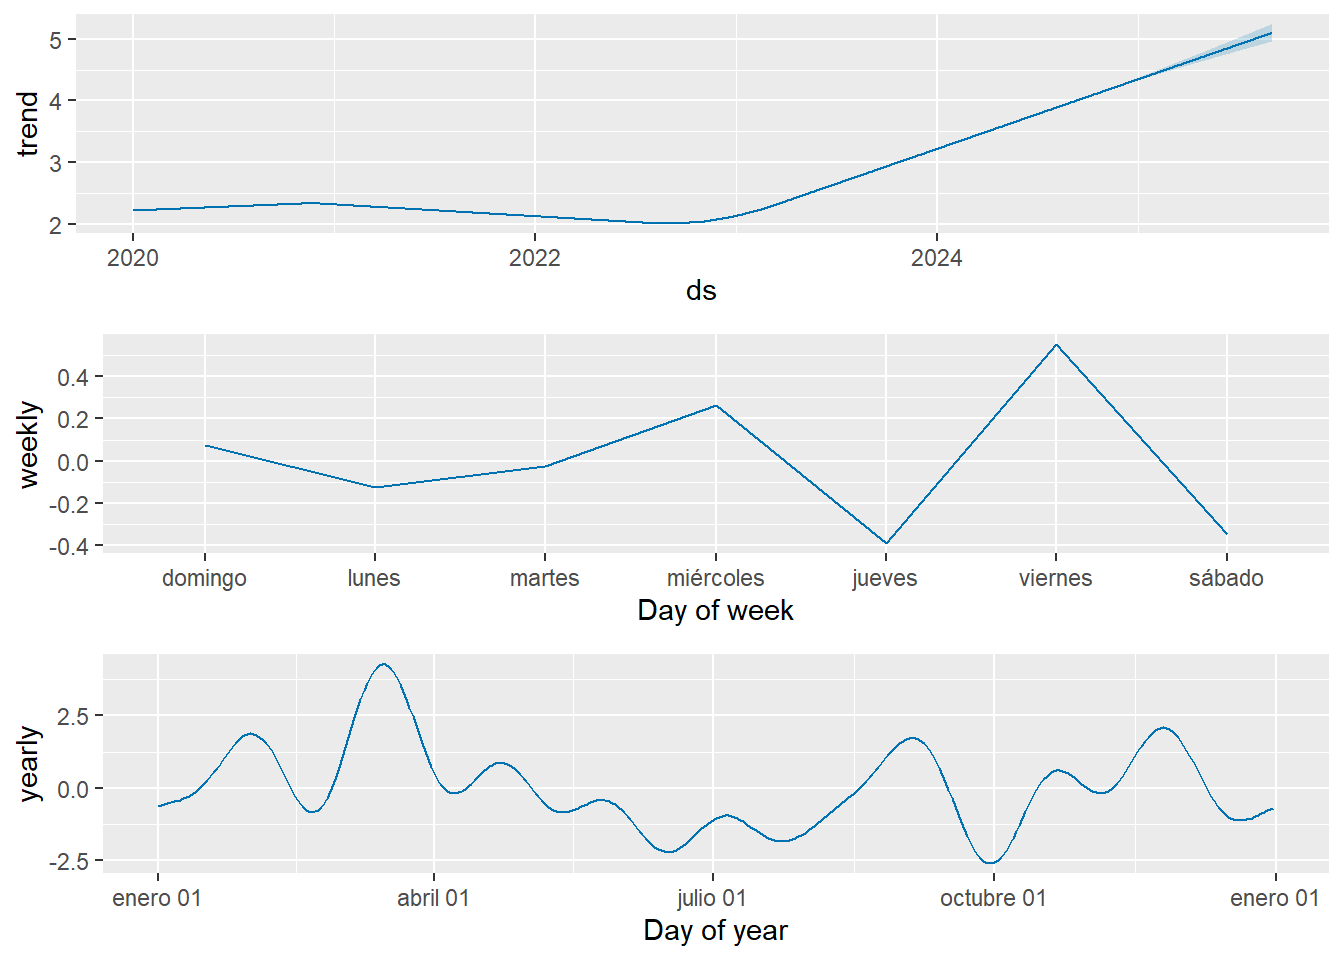 trend
5
4
3
2
2020 2022 2024
ds
weekly
0.4
0.2
0.0
-0.2
-0.4
domingo lunes martes miércoles jueves viernes sábado
Day of week
yearly
2.5
0.0
-2.5
enero 01 abril 01 julio 01 octubre 01 enero 01
Day of year